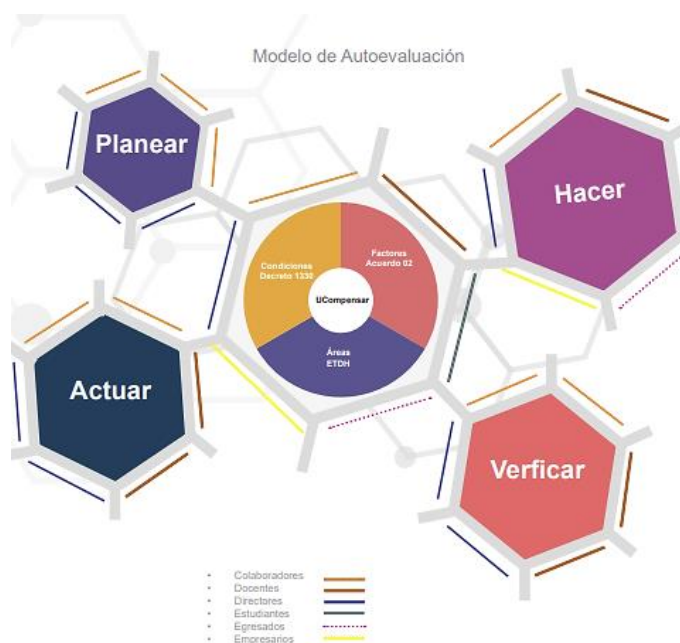 Modelo de Autoevaluación
Planear
Hacer
Condiciones
Decreto 1330
Factores
Acuerdo 02
UCompensar
Áreas
ETDH
Actuar
Verficar
Colaboradores
Docentes
Directores
Estudiantes
Egresados
Empresarios